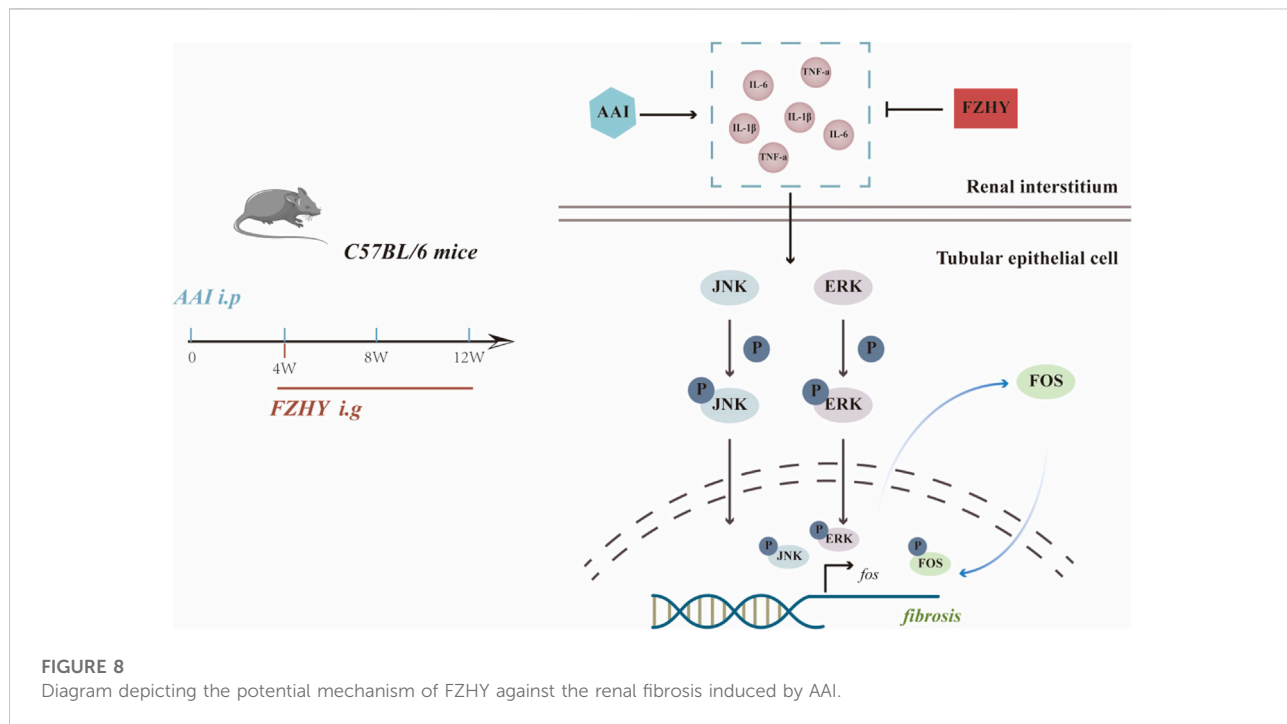 C57BL/6 mice
AAI i.p
0
4W
8W
12W
FZHY i.g
AAI
IL-6
TNF-a
IL-1β
IL-1β
IL-6
TNF-a
FZHY
Renal interstitium
Tubular epithelial cell
JNK
ERK
P
P
P
JNK
P
ERK
FOS
P
JNK
P
ERK
fos
P
FOS
fibrosis
FIGURE 8
Diagram depicting the potential mechanism of FZHY against the renal fibrosis induced by AAI.